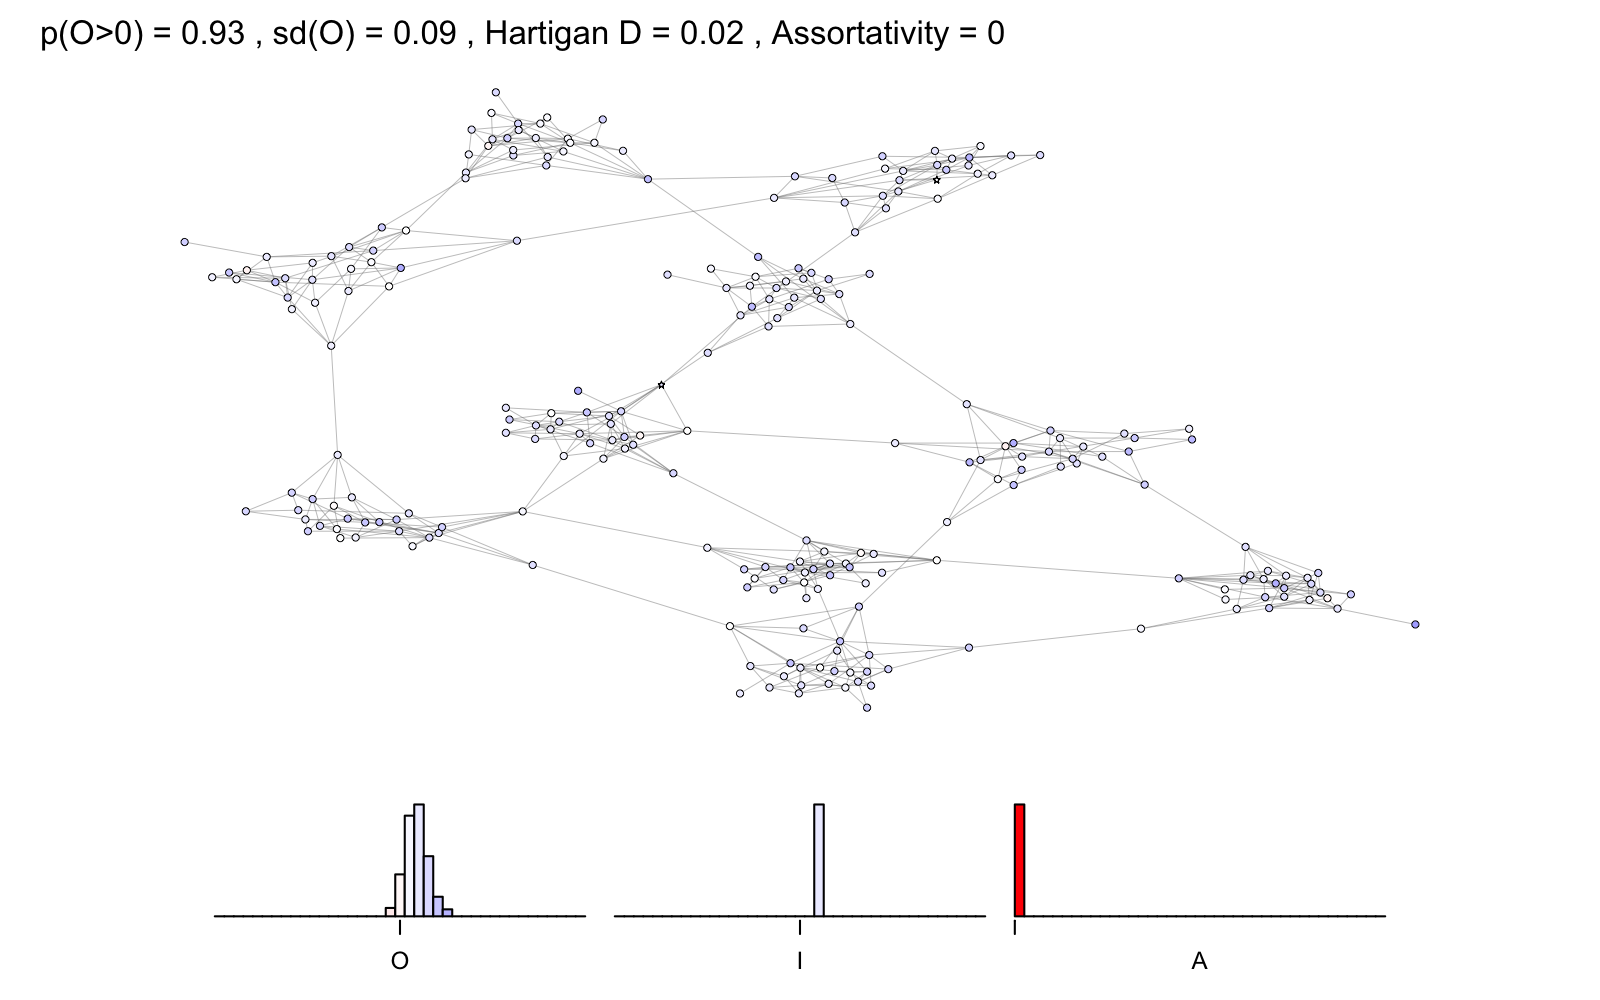 p(O>0) = 0.93 , sd(O) = 0.09 , Hartigan D = 0.02 , Assortativity = 0
O
I
A